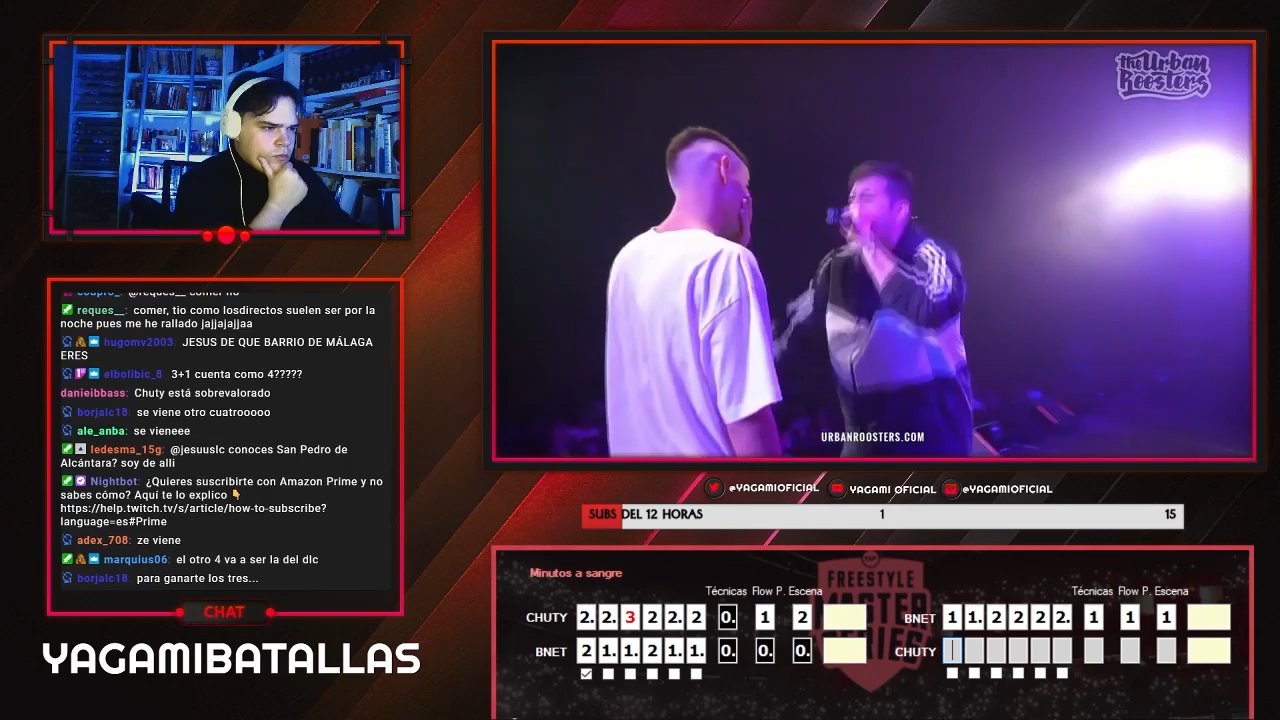 the Urban
Roosters
@reques__ comer no
reques__: comer, tio como losdirectos suelen ser por la
noche pues me he rallado jajjajajjaa
hugomv2003: JESUS DE QUE BARRIO DE MÁLAGA
ERES
elbolibic_8: 3+1 cuenta como 4?????
danieibbass: Chuty está sobrevalorado
borjalc18: se viene otro cuatrooooo
ale_anba: se vieneee
ledesma_15g: @jesuuslc conoces San Pedro de
Alcántara? soy de alli
Nightbot: ¿Quieres suscribirte con Amazon Prime y no
sabes cómo? Aquí te lo explico 👇
https://help.twitch.tv/s/article/how-to-subscribe?
language=es#Prime
adex_708: ze viene
marquius06: el otro 4 va a ser la del dlc
borjalc18: para ganarte los tres...
CHAT
YAGAMIBATALLAS
URBANROOSTERS.COM
@YAGAMIOFICIAL YAGAMI OFICIAL @YAGAMIOFICIAL
SUBS DEL 12 HORAS 1 15
Minutos a sangre
FREESTYLE
MASTER
SERIES
Técnicas Flow P. Escena Técnicas Flow P. Escena
CHUTY 2. 2. 3 2 2. 2 0. 1 2 BNET 1 1. 2 2 2 2. 1 1 1
BNET 2 1. 1. 2 1. 1. 0. 0. 0. CHUTY